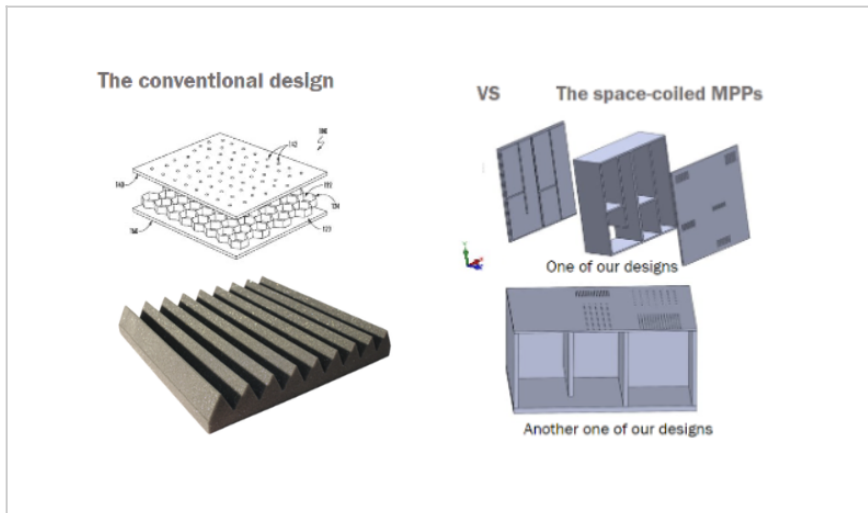 The conventional design
VS
The space-coiled MPPs
One of our designs
Another one of our designs